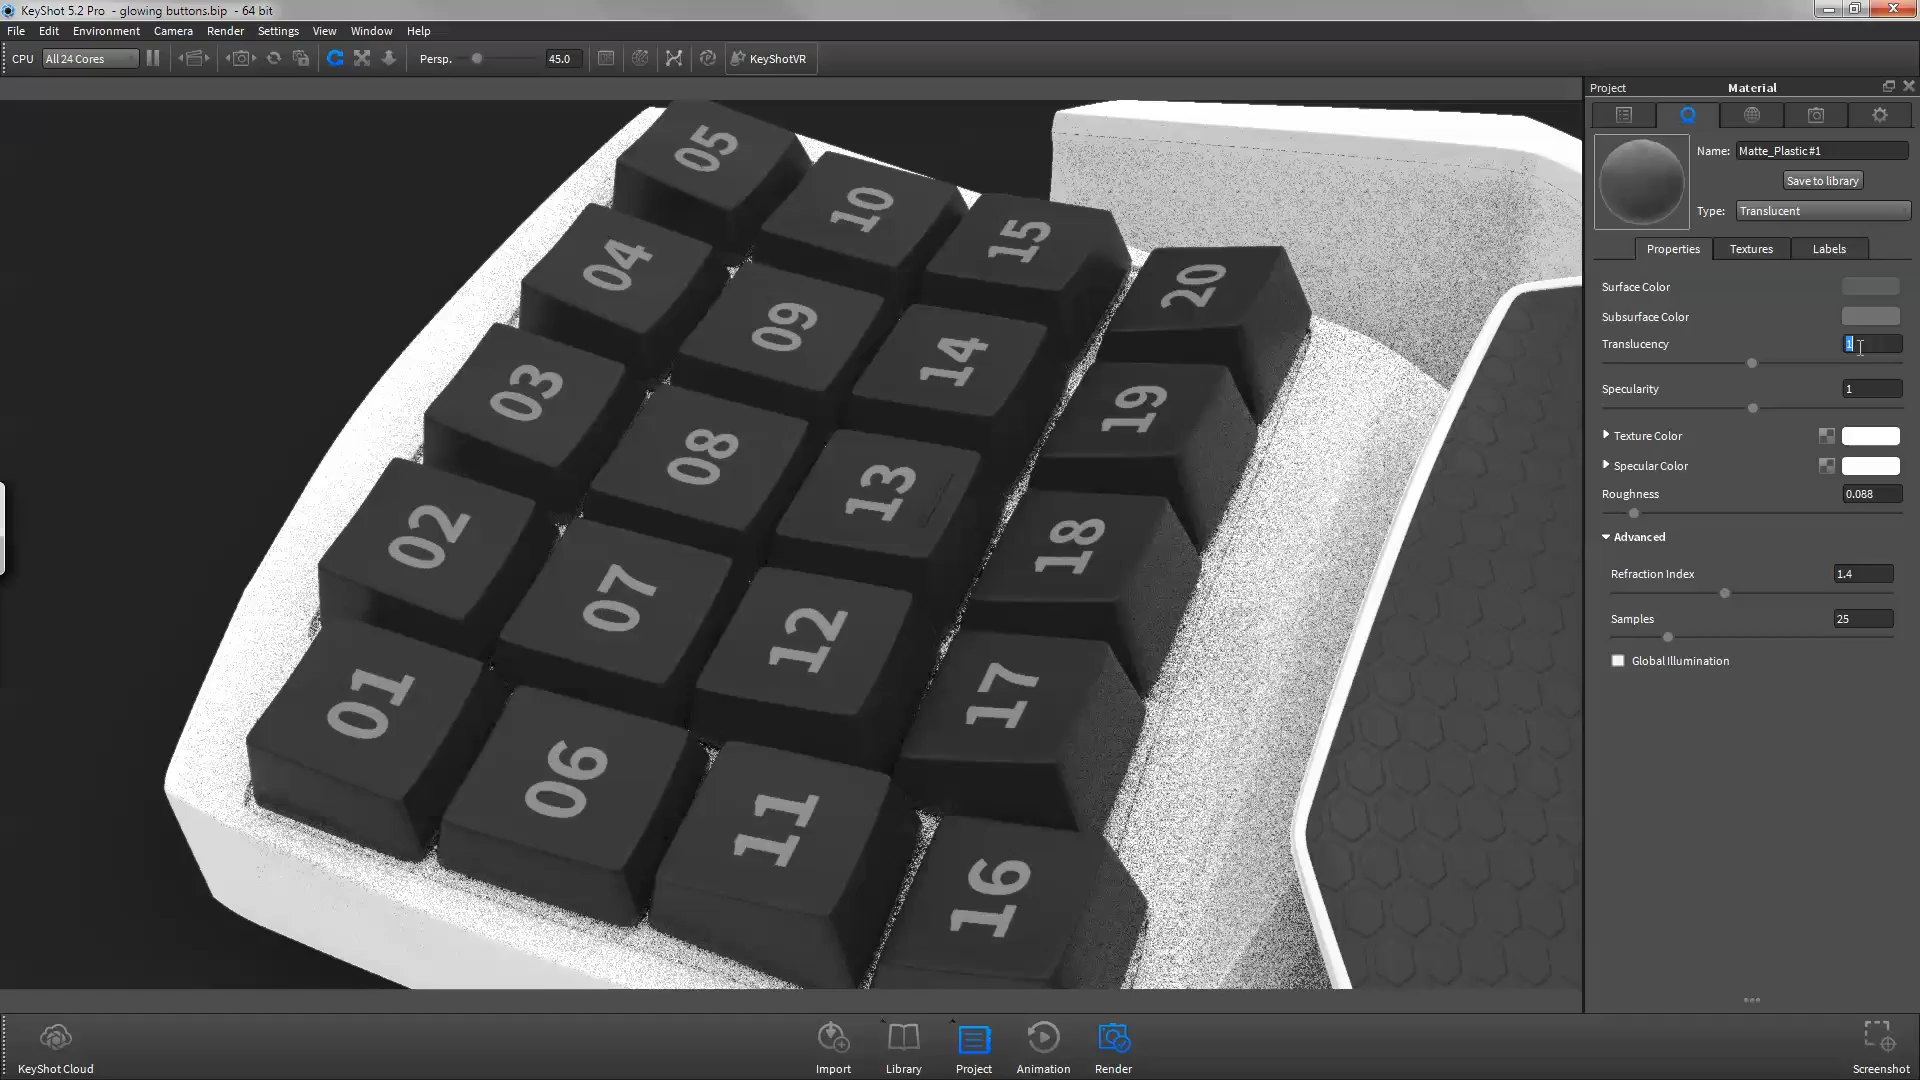 KeyShot 5.2 Pro - glowing buttons.bip - 64 bit
File Edit Environment Camera Render Settings View Window Help
CPU All 24 Cores Persp. 45.0 KeyShotVR
Project Material
Name: Matte_Plastic #1
Save to library
Type: Translucent
Properties Textures Labels
Surface Color
Subsurface Color
Translucency 1
Specularity 1
Texture Color
Specular Color
Roughness 0.088
Advanced
Refraction Index 1.4
Samples 25
Global Illumination
05
10
15
20
04
09
14
19
03
08
13
18
02
07
12
17
01
06
11
16
KeyShot Cloud Import Library Project Animation Render Screenshot